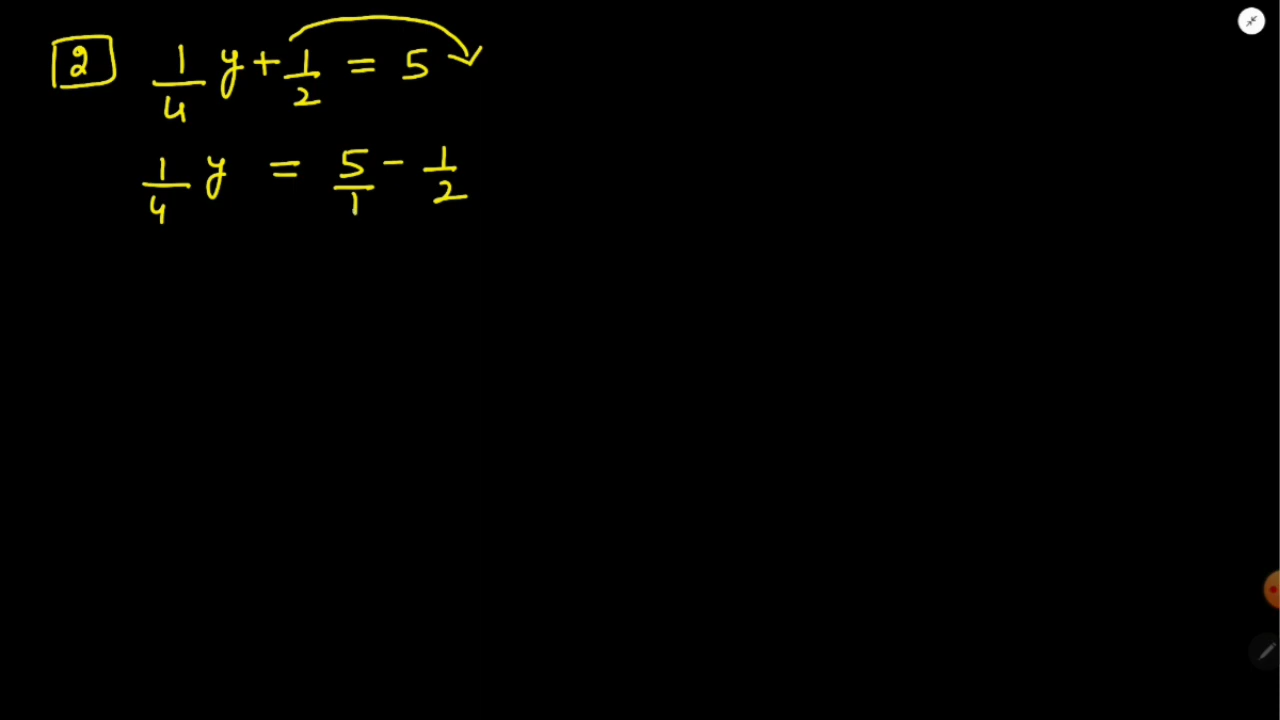 2 1/4 y + 1/2 = 5
1/4 y = 5/1 - 1/2